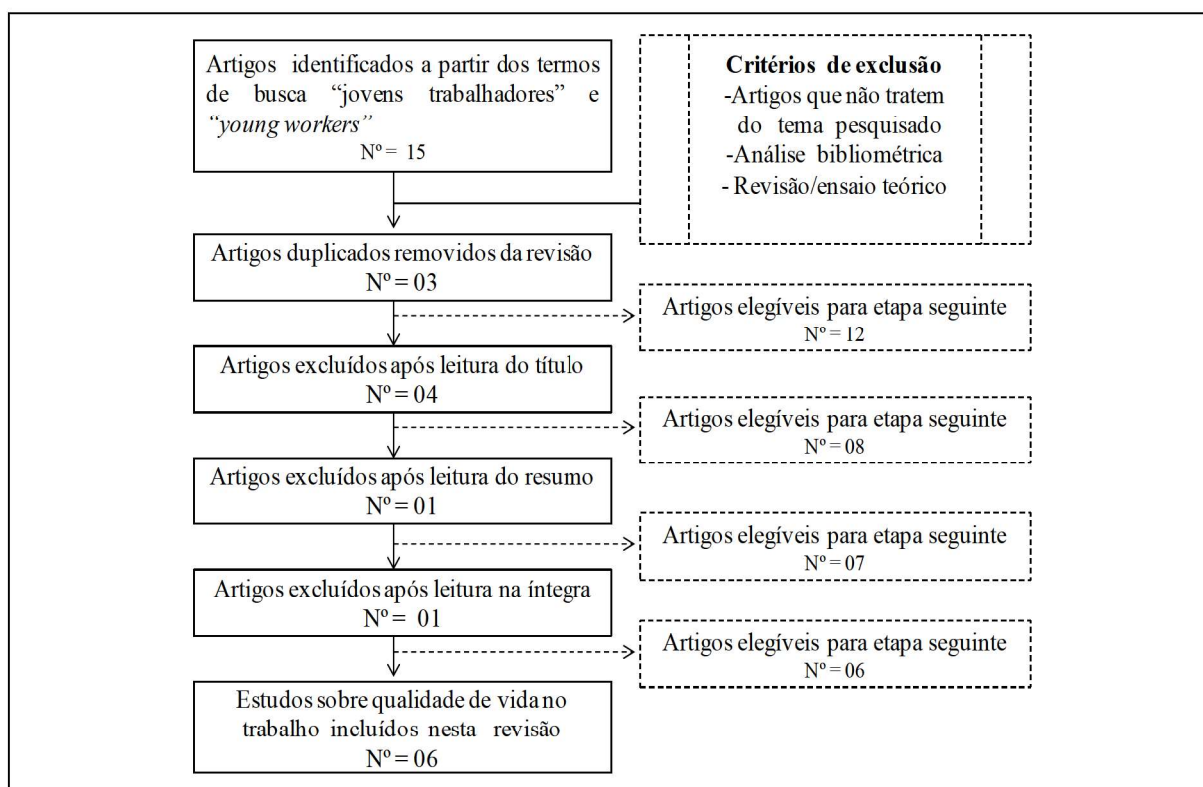 Artigos identificados a partir dos termos
de busca “jovens trabalhadores” e
“young workers”
Nº = 15
Critérios de exclusão
-Artigos que não tratem
do tema pesquisado
-Análise bibliométrica
- Revisão/ensaio teórico
Artigos duplicados removidos da revisão
Nº = 03
Artigos elegíveis para etapa seguinte
Nº = 12
Artigos excluídos após leitura do título
Nº = 04
Artigos elegíveis para etapa seguinte
Nº = 08
Artigos excluídos após leitura do resumo
Nº = 01
Artigos elegíveis para etapa seguinte
Nº = 07
Artigos excluídos após leitura na íntegra
Nº = 01
Artigos elegíveis para etapa seguinte
Nº = 06
Estudos sobre qualidade de vida no
trabalho incluídos nesta revisão
Nº = 06